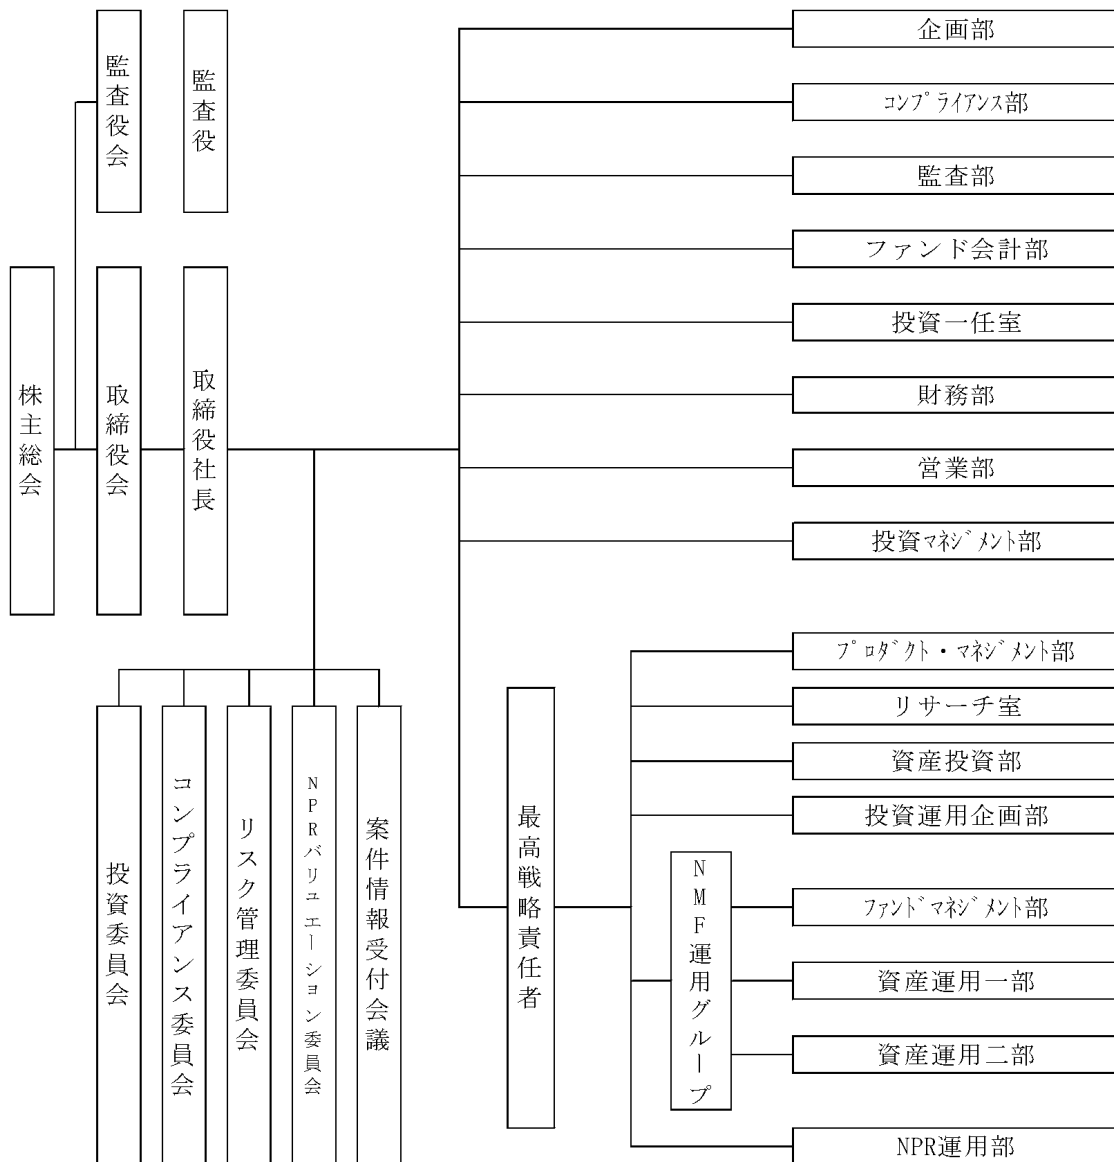 監査役会
監査役
株主総会
取締役会
取締役社長
企画部
コンプライアンス部
監査部
ファンド会計部
投資一任室
財務部
営業部
投資マネジメント部
投資委員会
コンプライアンス委員会
リスク管理委員会
NPRバリュエーション委員会
案件情報受付会議
最高戦略責任者
プロダクト・マネジメント部
リサーチ室
資産投資部
投資運用企画部
NMF運用グループ
ファンドマネジメント部
資産運用一部
資産運用二部
NPR運用部